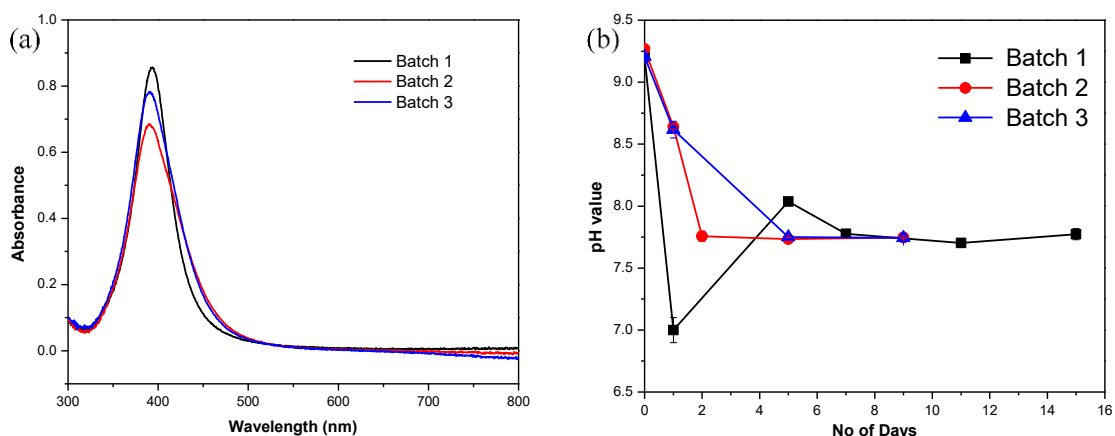 (a)
1.0
0.8
0.6
0.4
0.2
0.0
Absorbance
300 400 500 600 700 800
Wavelength (nm)
Batch 1
Batch 2
Batch 3
(b)
9.5
9.0
8.5
8.0
7.5
7.0
6.5
pH value
0 2 4 6 8 10 12 14 16
No of Days
Batch 1
Batch 2
Batch 3